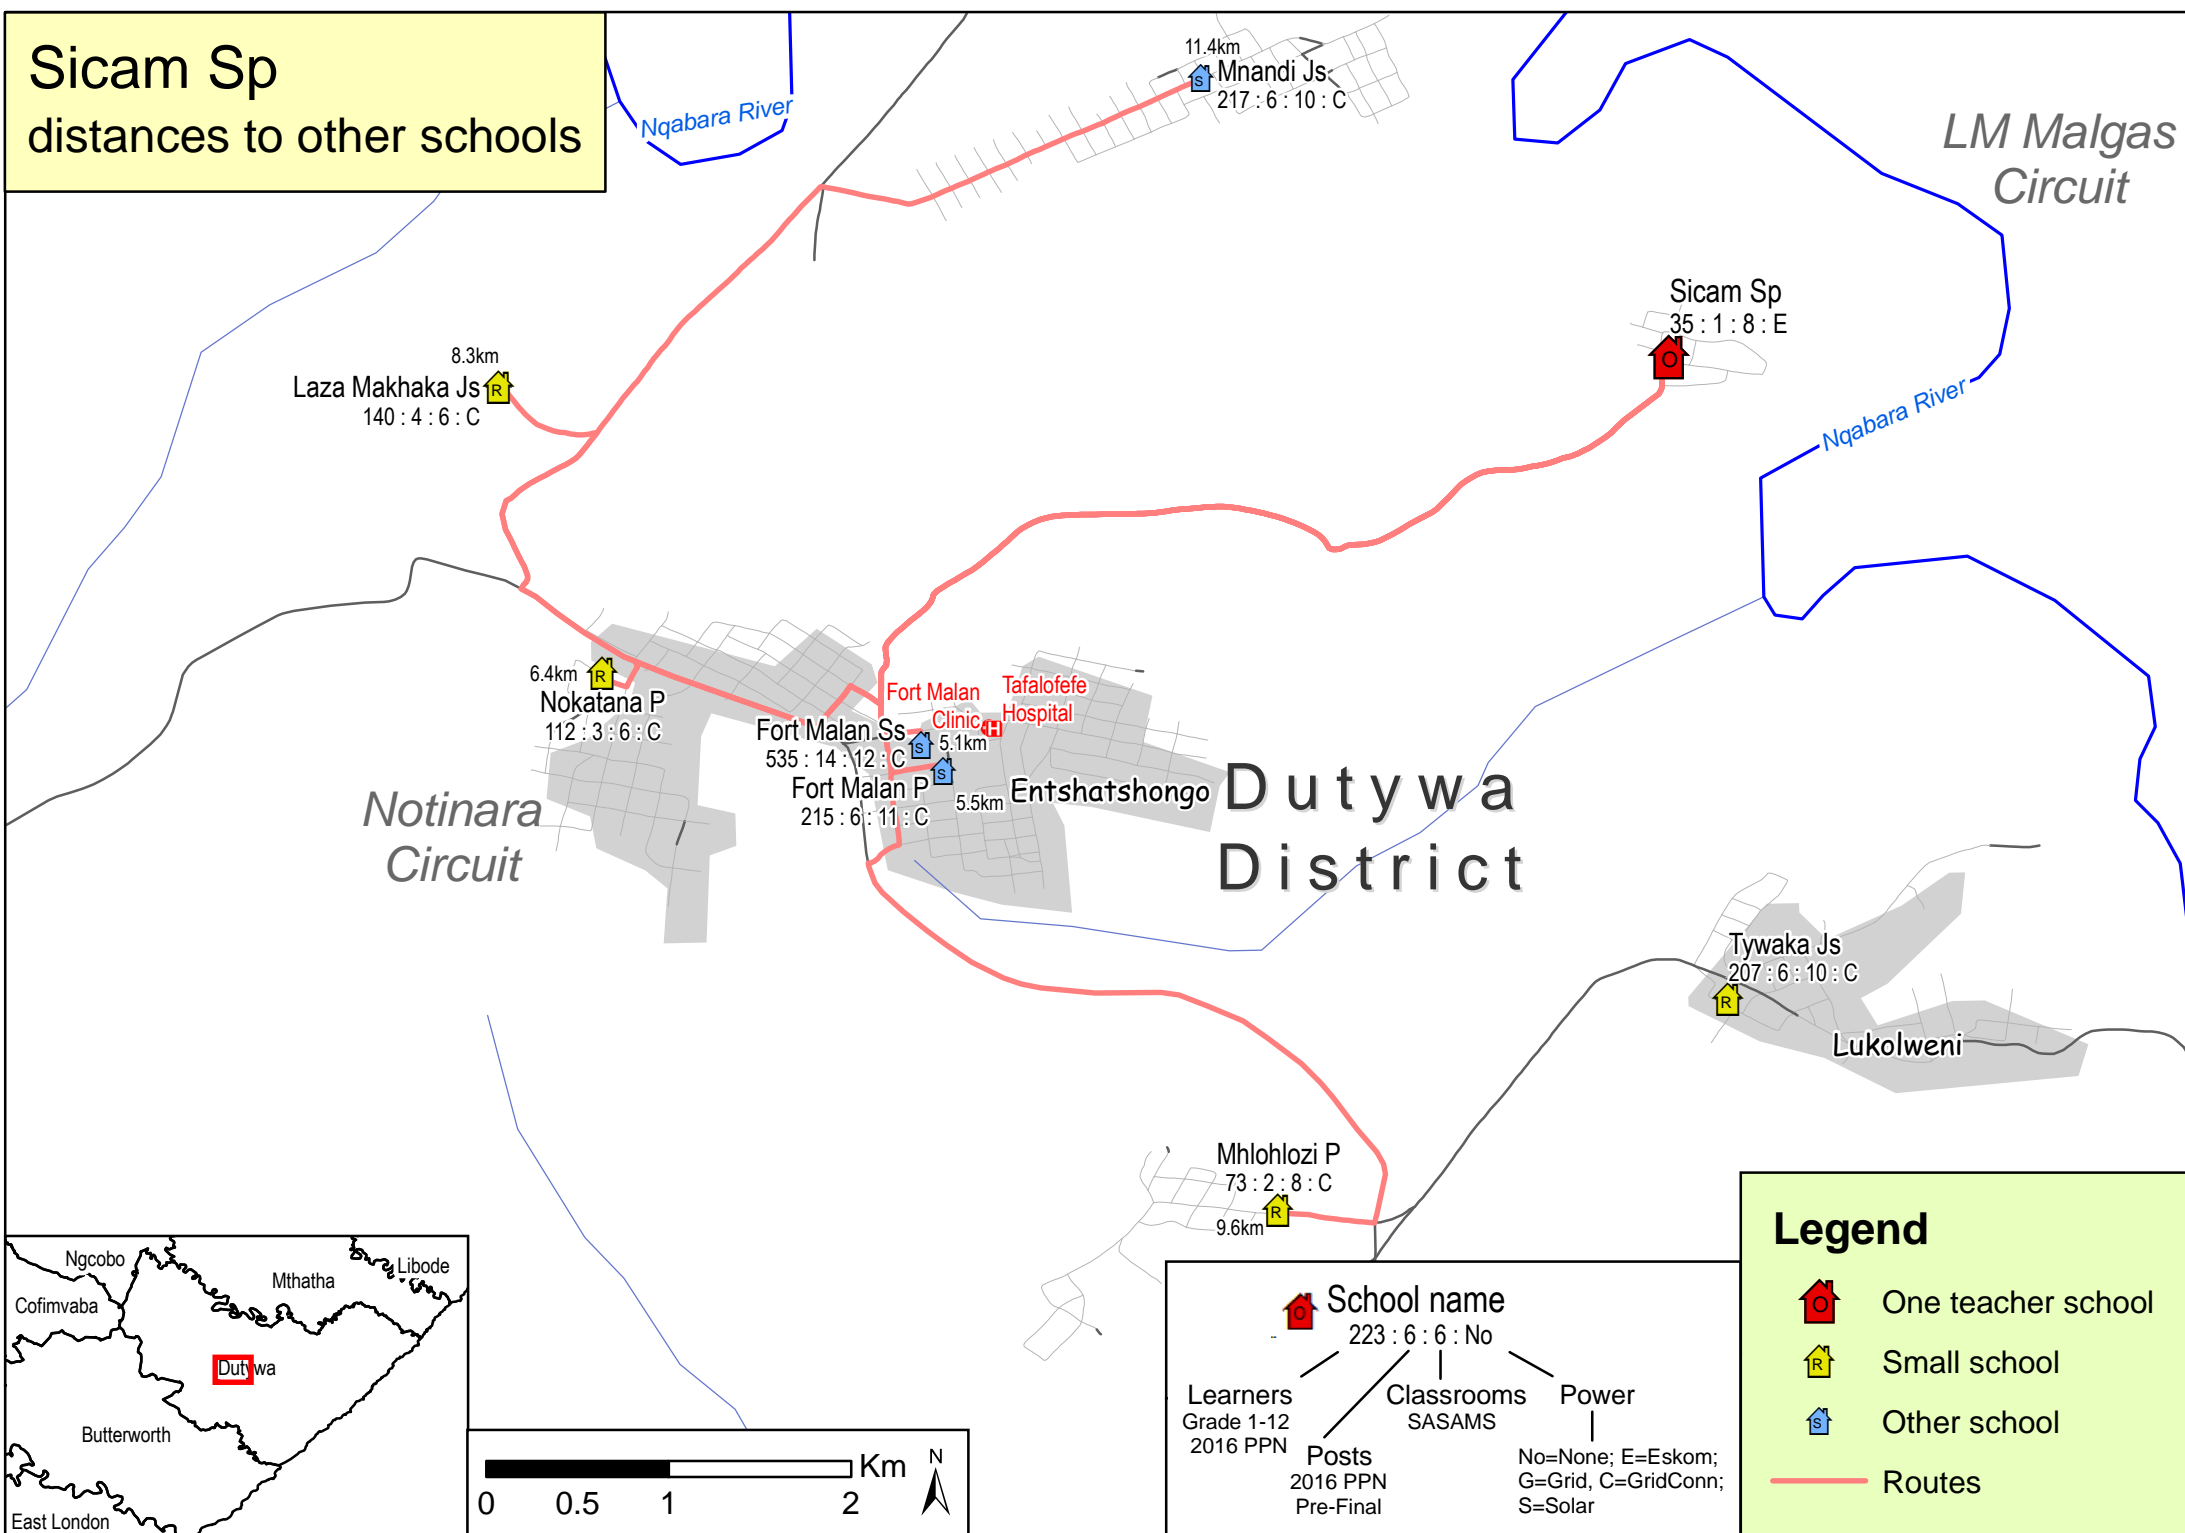 Sicam Sp
distances to other schools
Nqabara River
11.4km
S
Mnandi Js
217 : 6 : 10 : C
LM Malgas
Circuit
Sicam Sp
35 : 1 : 8 : E
O
Nqabara River
8.3km
Laza Makhaka Js
R
140 : 4 : 6 : C
6.4km
R
Nokatana P
112 : 3 : 6 : C
Fort Malan
Clinic
Tafalofefe
Hospital
H
Fort Malan Ss
535 : 14 : 12 : C
S
5.1km
Fort Malan P
215 : 6 : 11 : C
S
5.5km
Entshatshongo
Dutywa
District
Notinara
Circuit
Tywaka Js
207 : 6 : 10 : C
R
Lukolweni
Mhlohlozi P
73 : 2 : 8 : C
9.6km
R
Ngcobo
Libode
Mthatha
Cofimvaba
Dutywa
Butterworth
East London
Km
N
0 0.5 1 2
O
School name
223 : 6 : 6 : No
Learners
Grade 1-12
2016 PPN
Posts
2016 PPN
Pre-Final
Classrooms
SASAMS
Power
No=None; E=Eskom;
G=Grid, C=GridConn;
S=Solar
Legend
O One teacher school
R Small school
S Other school
Routes